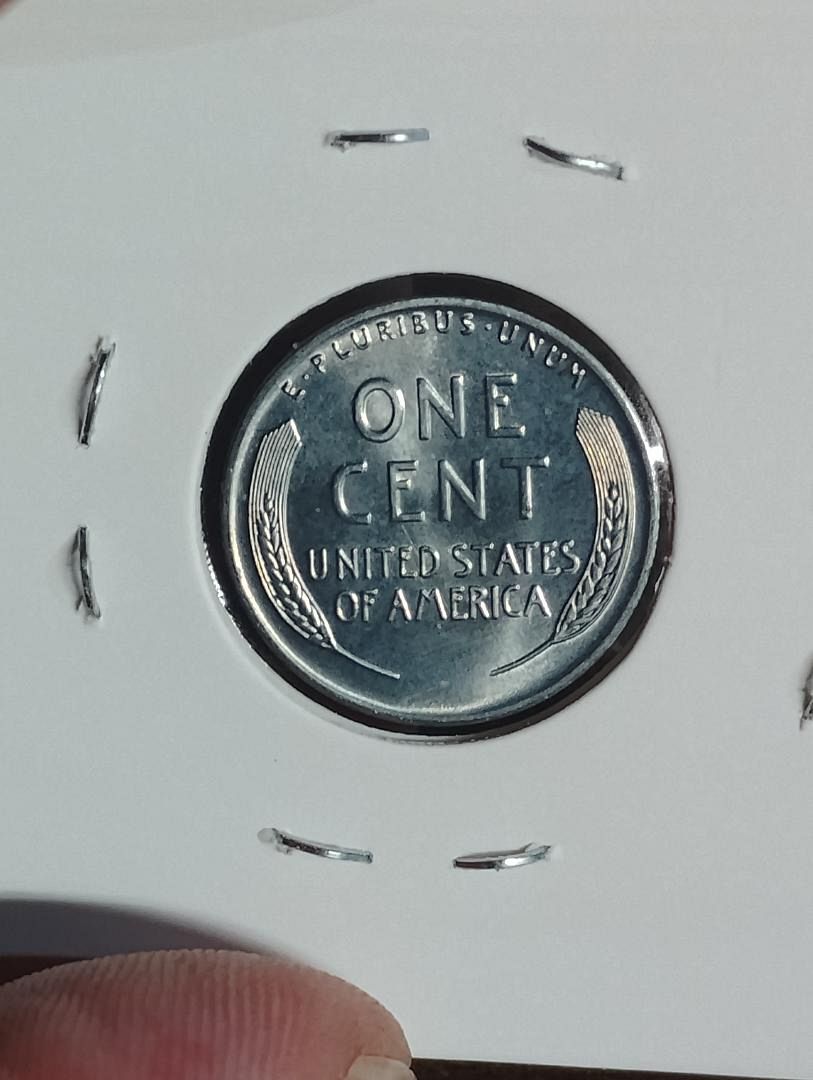 E·PLURIBUS·UNUM
ONE
CENT
UNITED STATES
OF AMERICA